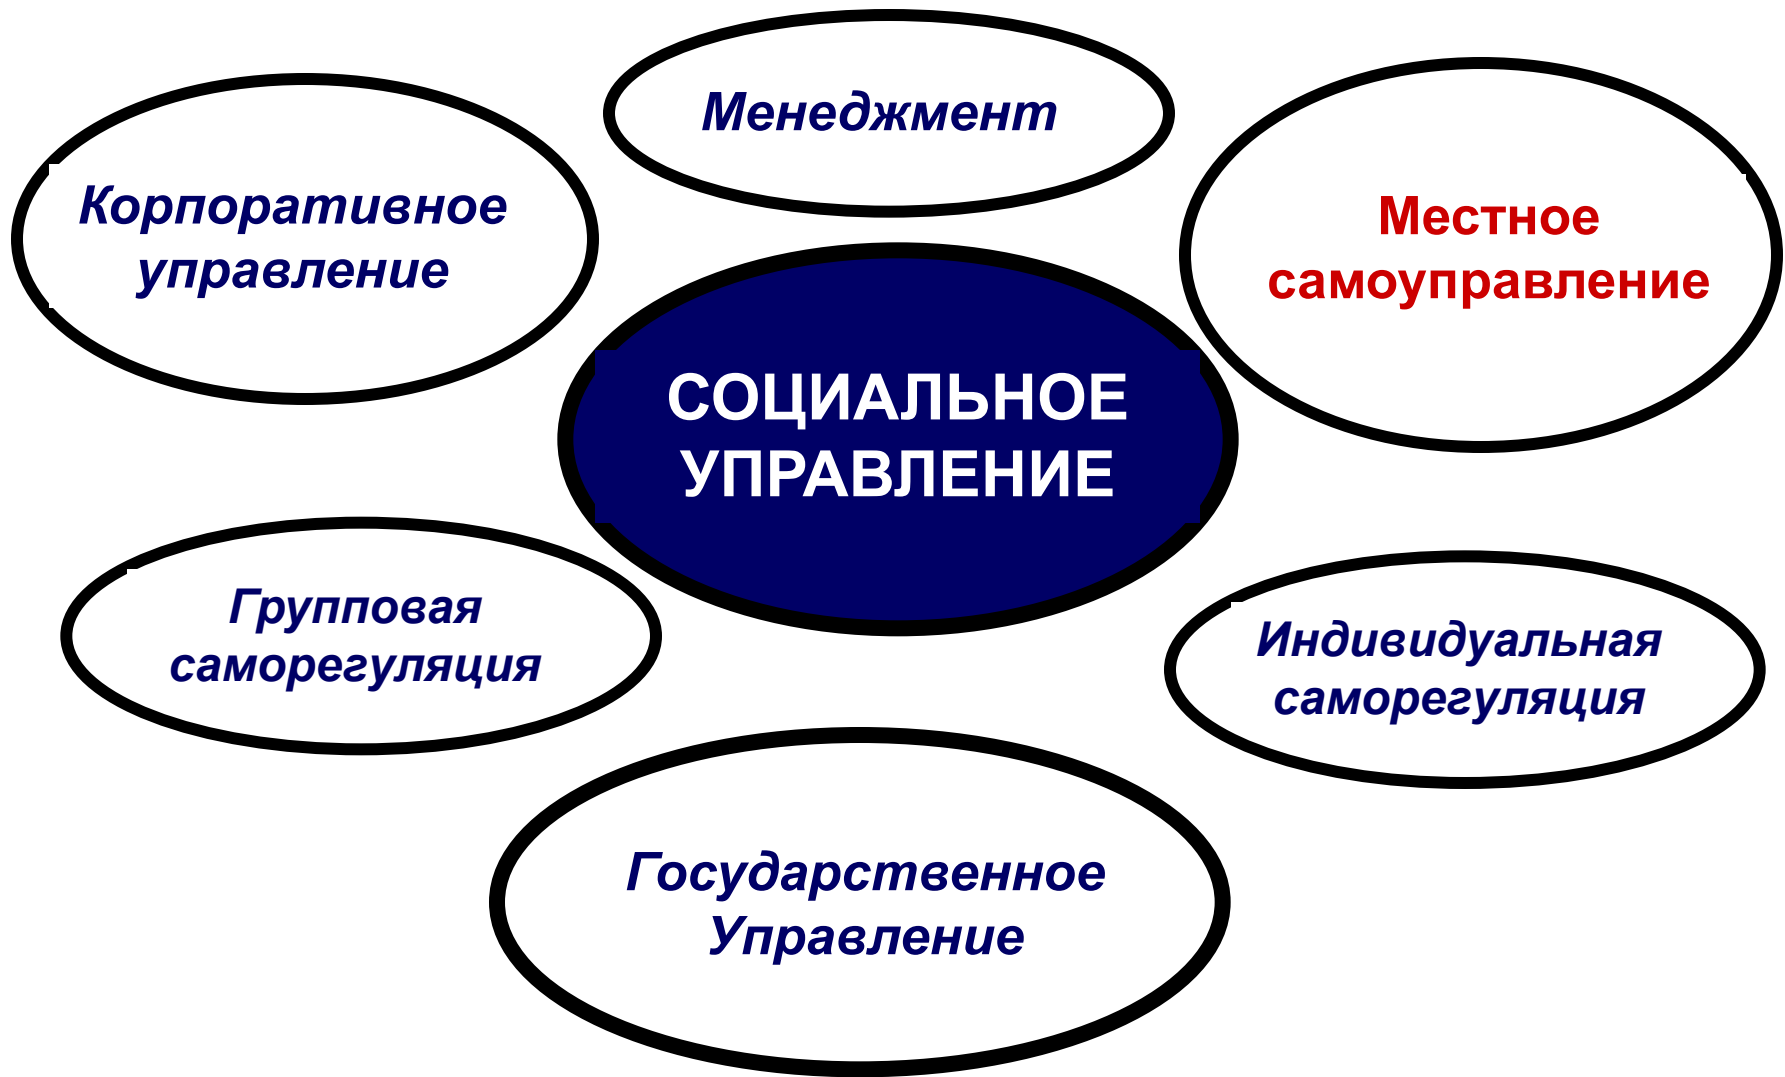 Менеджмент
Корпоративное
управление
Местное
самоуправление
СОЦИАЛЬНОЕ
УПРАВЛЕНИЕ
Групповая
саморегуляция
Индивидуальная
саморегуляция
Государственное
Управление